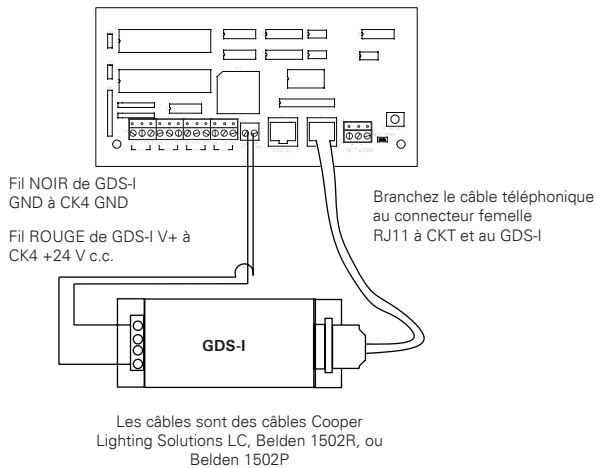 Fil NOIR de GDS-I
GND à CK4 GND
Fil ROUGE de GDS-I V+ à
CK4 +24 V c.c.
Branchez le câble téléphonique
au connecteur femelle
RJ11 à CKT et au GDS-I
GDS-I
Les câbles sont des câbles Cooper
Lighting Solutions LC, Belden 1502R, ou
Belden 1502P